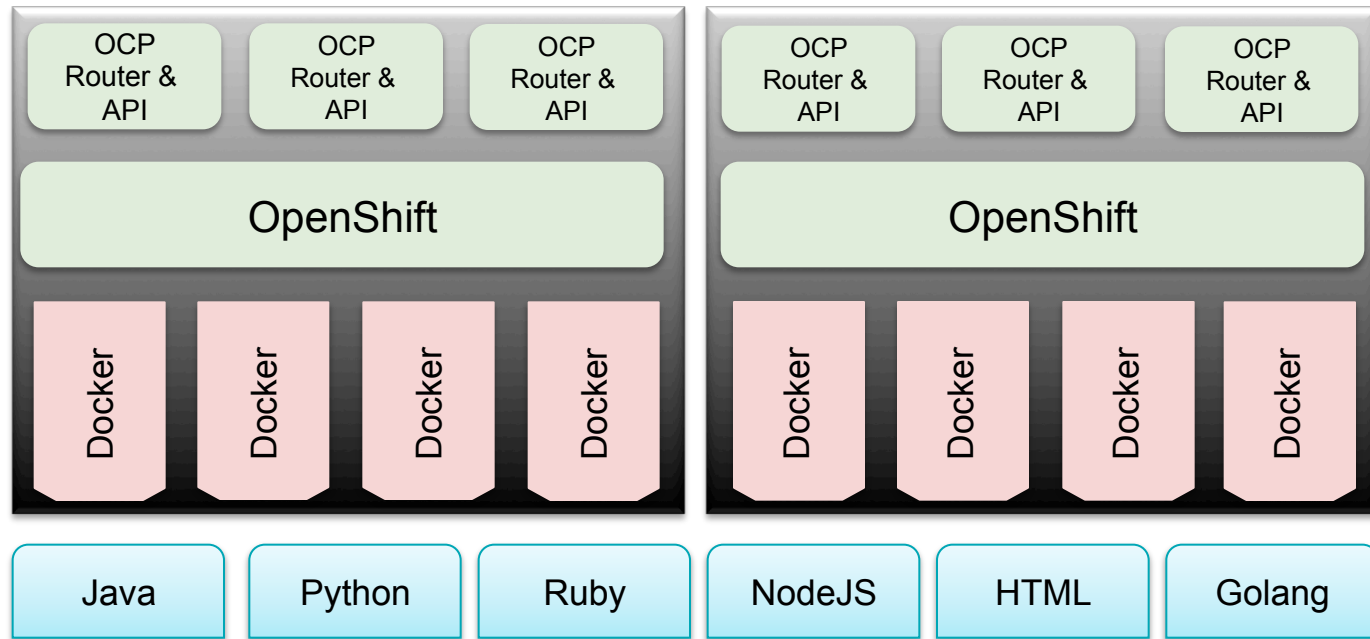 OCP
Router &
API
OCP
Router &
API
OCP
Router &
API
OpenShift
Docker
Docker
Docker
Docker
OCP
Router &
API
OCP
Router &
API
OCP
Router &
API
OpenShift
Docker
Docker
Docker
Docker
Java
Python
Ruby
NodeJS
HTML
Golang